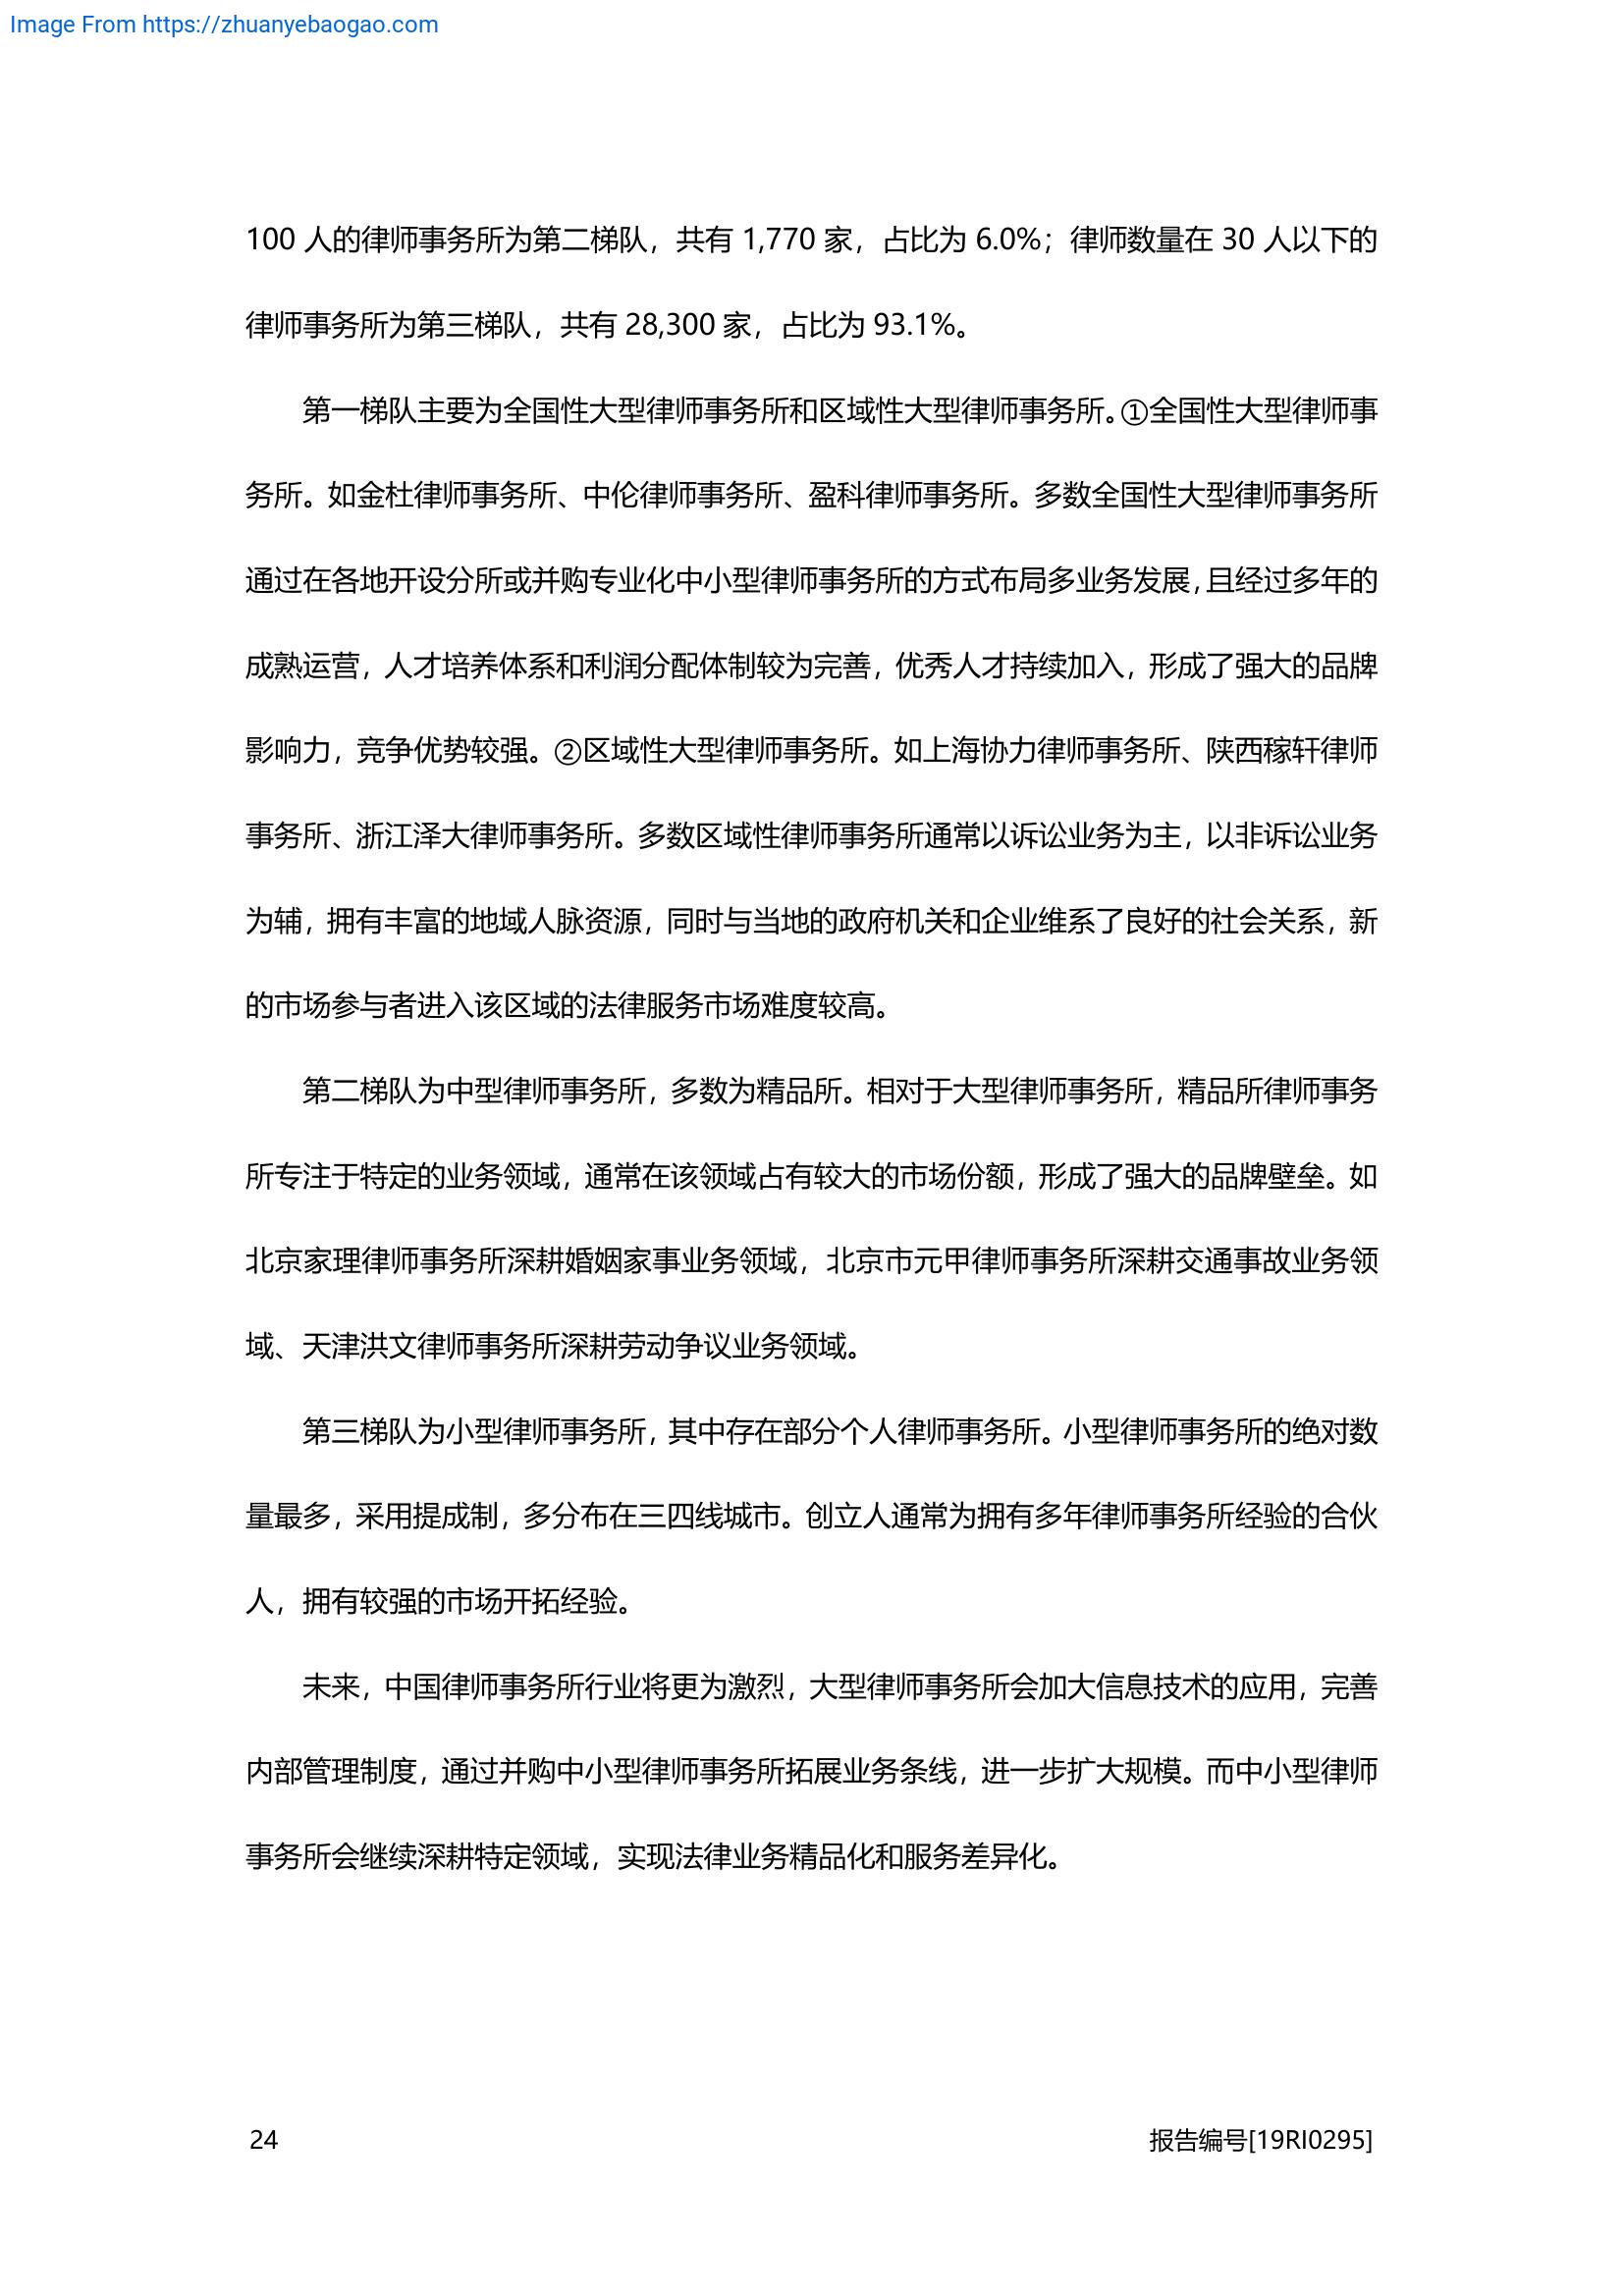 Image From https://zhuanyebaogao.com
100 人的律师事务所为第二梯队，共有 1,770 家，占比为 6.0%；律师数量在 30 人以下的
律师事务所为第三梯队，共有 28,300 家，占比为 93.1%。
第一梯队主要为全国性大型律师事务所和区域性大型律师事务所。①全国性大型律师事
务所。如金杜律师事务所、中伦律师事务所、盈科律师事务所。多数全国性大型律师事务所
通过在各地开设分所或并购专业化中小型律师事务所的方式布局多业务发展，且经过多年的
成熟运营，人才培养体系和利润分配体制较为完善，优秀人才持续加入，形成了强大的品牌
影响力，竞争优势较强。②区域性大型律师事务所。如上海协力律师事务所、陕西稼轩律师
事务所、浙江泽大律师事务所。多数区域性律师事务所通常以诉讼业务为主，以非诉讼业务
为辅，拥有丰富的地域人脉资源，同时与当地的政府机关和企业维系了良好的社会关系，新
的市场参与者进入该区域的法律服务市场难度较高。
第二梯队为中型律师事务所，多数为精品所。相对于大型律师事务所，精品所律师事务
所专注于特定的业务领域，通常在该领域占有较大的市场份额，形成了强大的品牌壁垒。如
北京家理律师事务所深耕婚姻家事业务领域，北京市元甲律师事务所深耕交通事故业务领
域、天津洪文律师事务所深耕劳动争议业务领域。
第三梯队为小型律师事务所，其中存在部分个人律师事务所。小型律师事务所的绝对数
量最多，采用提成制，多分布在三四线城市。创立人通常为拥有多年律师事务所经验的合伙
人，拥有较强的市场开拓经验。
未来，中国律师事务所行业将更为激烈，大型律师事务所会加大信息技术的应用，完善
内部管理制度，通过并购中小型律师事务所拓展业务条线，进一步扩大规模。而中小型律师
事务所会继续深耕特定领域，实现法律业务精品化和服务差异化。
24 报告编号[19RI0295]